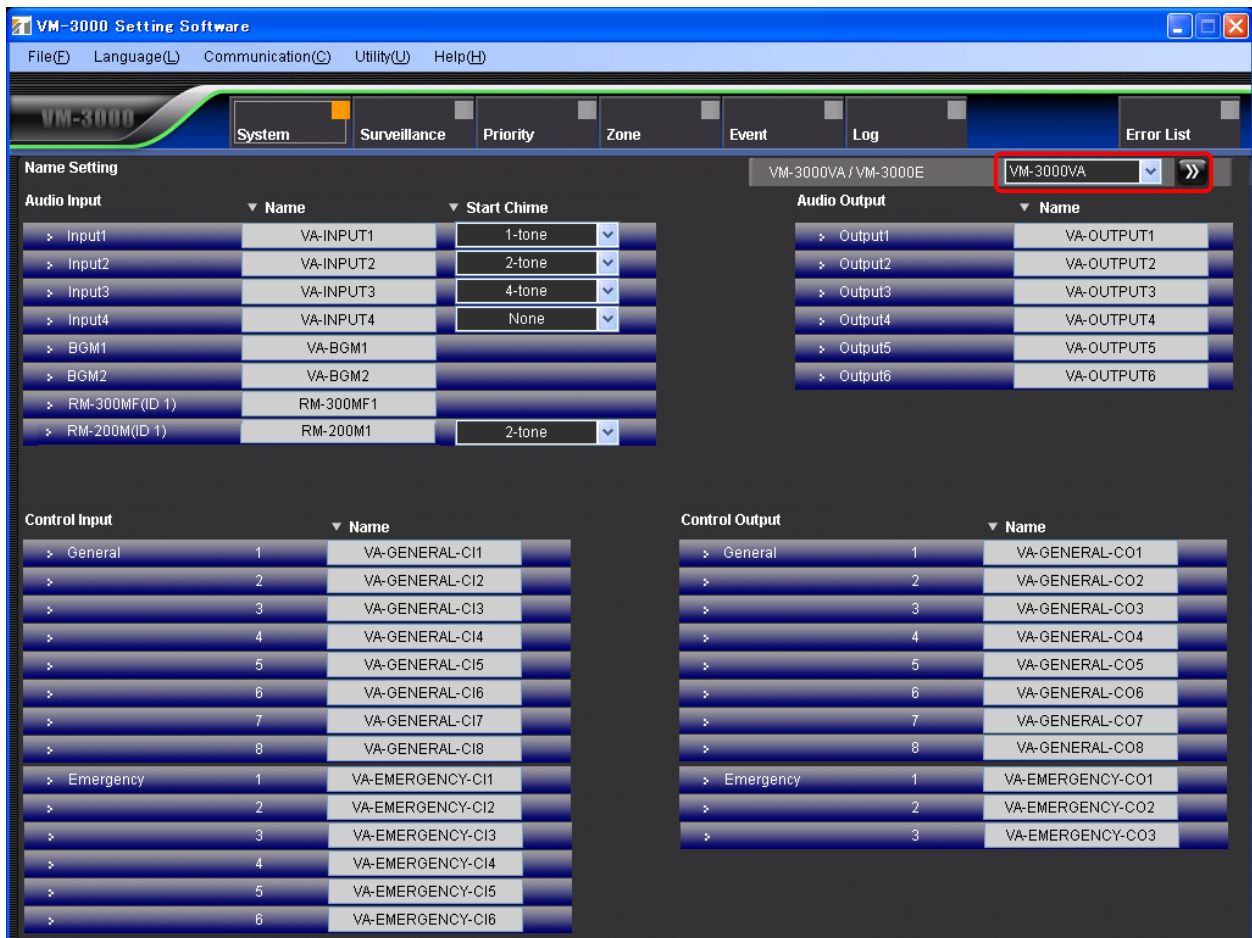 VM-3000 Setting Software
File(F) Language(L) Communication(C) Utility(U) Help(H)
VM-3000
System Surveillance Priority Zone Event Log Error List
Name Setting
VM-3000VA / VM-3000E VM-3000VA
Audio Input Name Start Chime
Input1 VA-INPUT1 1-tone
Input2 VA-INPUT2 2-tone
Input3 VA-INPUT3 4-tone
Input4 VA-INPUT4 None
BGM1 VA-BGM1
BGM2 VA-BGM2
RM-300MF(ID 1) RM-300MF1
RM-200M(ID 1) RM-200M1 2-tone
Audio Output Name
Output1 VA-OUTPUT1
Output2 VA-OUTPUT2
Output3 VA-OUTPUT3
Output4 VA-OUTPUT4
Output5 VA-OUTPUT5
Output6 VA-OUTPUT6
Control Input Name
General 1 VA-GENERAL-CI1
2 VA-GENERAL-CI2
3 VA-GENERAL-CI3
4 VA-GENERAL-CI4
5 VA-GENERAL-CI5
6 VA-GENERAL-CI6
7 VA-GENERAL-CI7
8 VA-GENERAL-CI8
Emergency 1 VA-EMERGENCY-CI1
2 VA-EMERGENCY-CI2
3 VA-EMERGENCY-CI3
4 VA-EMERGENCY-CI4
5 VA-EMERGENCY-CI5
6 VA-EMERGENCY-CI6
Control Output Name
General 1 VA-GENERAL-CO1
2 VA-GENERAL-CO2
3 VA-GENERAL-CO3
4 VA-GENERAL-CO4
5 VA-GENERAL-CO5
6 VA-GENERAL-CO6
7 VA-GENERAL-CO7
8 VA-GENERAL-CO8
Emergency 1 VA-EMERGENCY-CO1
2 VA-EMERGENCY-CO2
3 VA-EMERGENCY-CO3